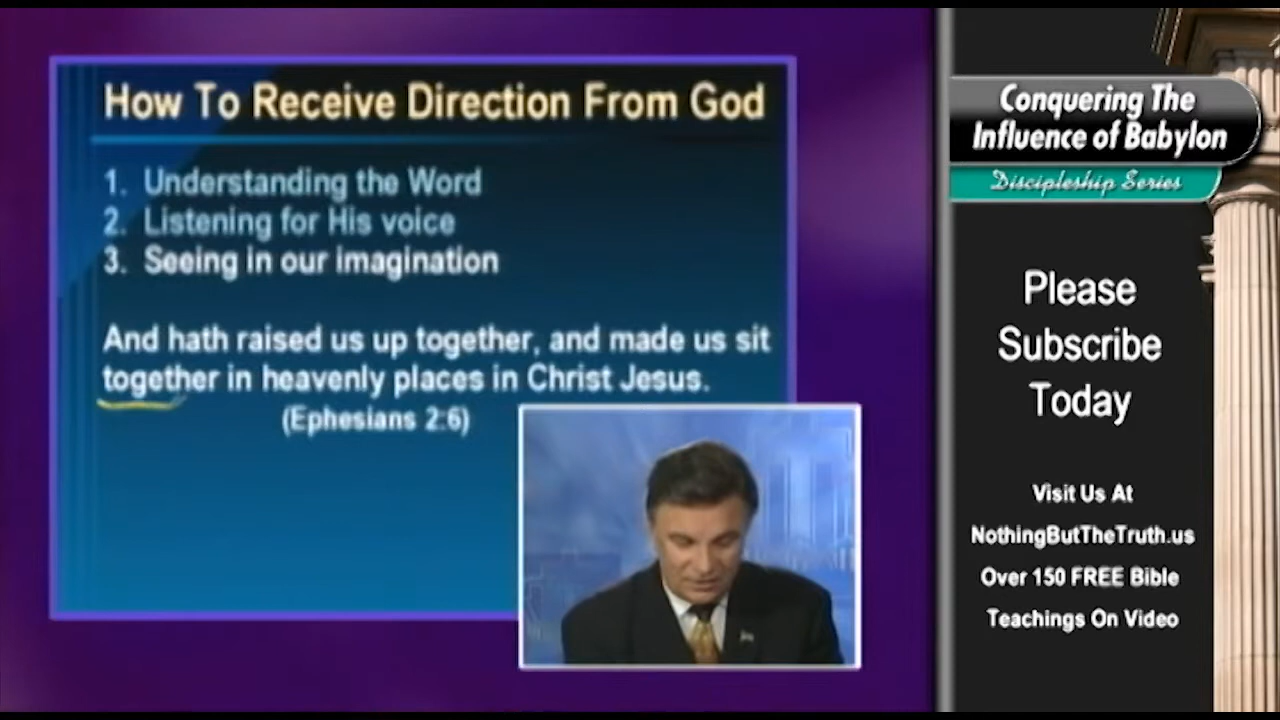 How To Receive Direction From God
1. Understanding the Word
2. Listening for His voice
3. Seeing in our imagination
And hath raised us up together, and made us sit
together in heavenly places in Christ Jesus.
(Ephesians 2:6)
Conquering The
Influence of Babylon
Discipleship Series
Please
Subscribe
Today
Visit Us At
NothingButTheTruth.us
Over 150 FREE Bible
Teachings On Video